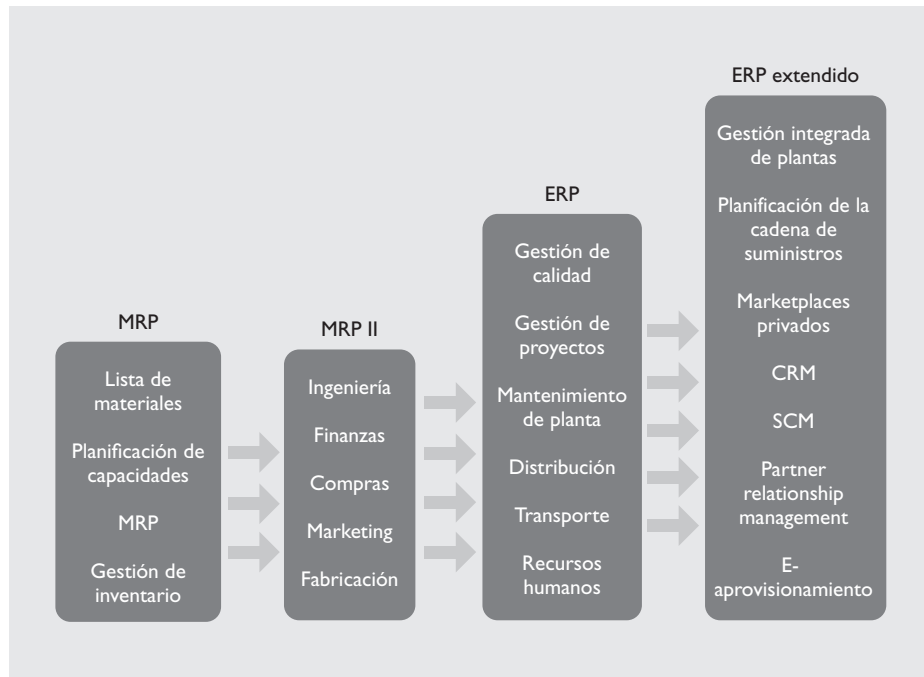 MRP
Lista de
materiales
Planificación de
capacidades
MRP
Gestión de
inventario
MRP II
Ingeniería
Finanzas
Compras
Marketing
Fabricación
ERP
Gestión de
calidad
Gestión de
proyectos
Mantenimiento
de planta
Distribución
Transporte
Recursos
humanos
ERP extendido
Gestión integrada
de plantas
Planificación de la
cadena de
suministros
Marketplaces
privados
CRM
SCM
Partner
relationship
management
E-
aprovisionamiento